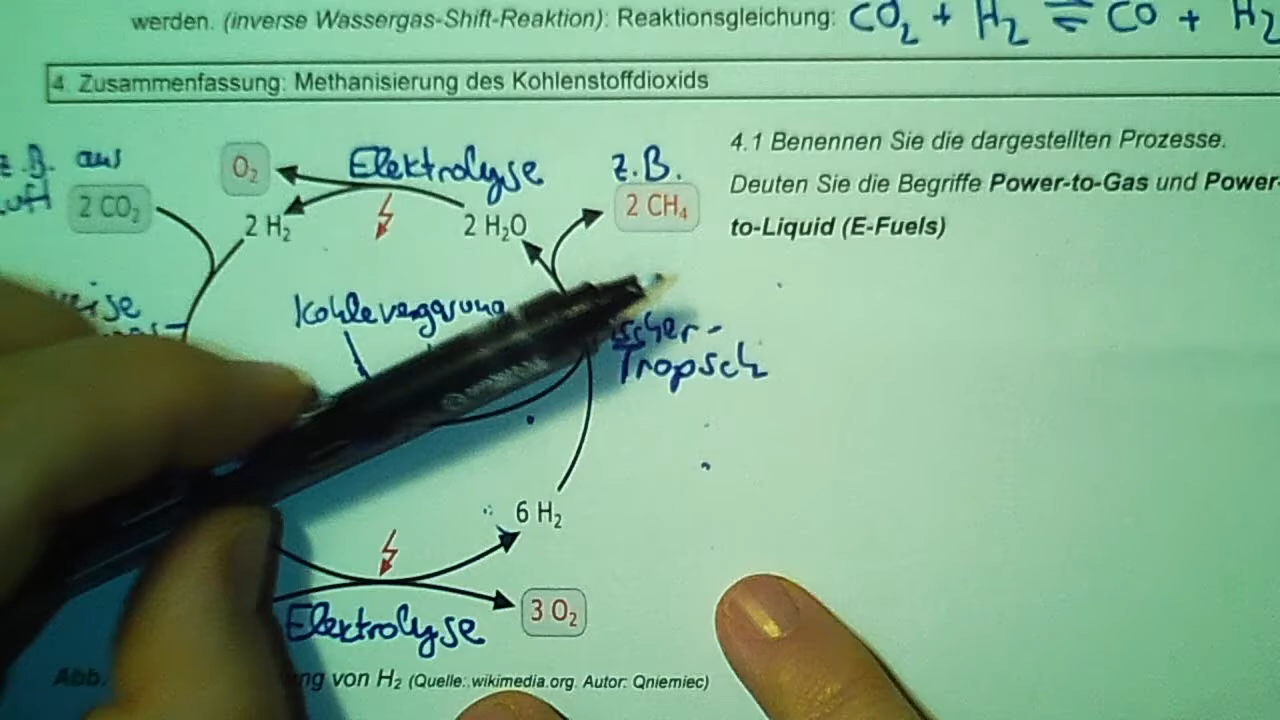 werden. (inverse Wassergas-Shift-Reaktion): Reaktionsgleichung: CO₂ + H₂ ⇌ CO + H₂
4. Zusammenfassung: Methanisierung des Kohlenstoffdioxids
z.B. aus
2 CO₂
O₂
Elektrolyse
2 H₂
2 H₂O
z.B.
2 CH₄
4.1 Benennen Sie die dargestellten Prozesse.
Deuten Sie die Begriffe Power-to-Gas und Power-
to-Liquid (E-Fuels)
Kohlevergasung
Tropsch
6 H₂
3 O₂
Elektrolyse
Abb.
von H₂ (Quelle: wikimedia.org. Autor: Qniemiec)